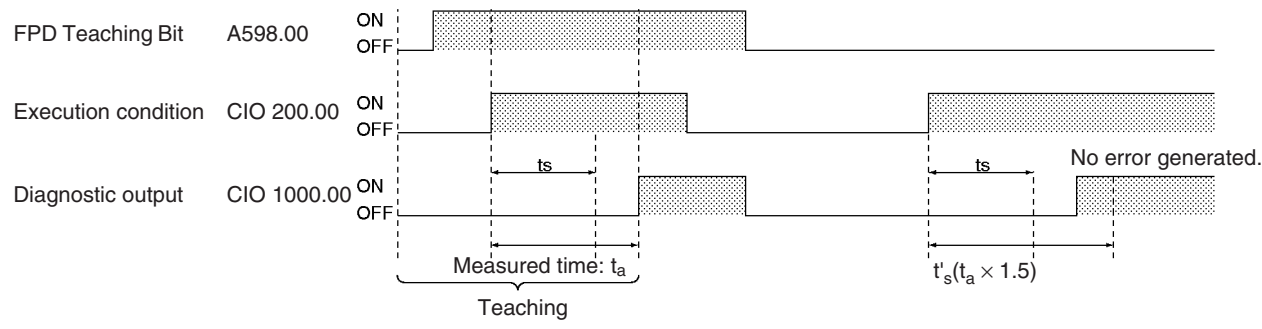 FPD Teaching Bit A598.00 ON
OFF
Execution condition CIO 200.00 ON
OFF
ts ts No error generated.
Diagnostic output CIO 1000.00 ON
OFF
Measured time: ta t's(ta × 1.5)
Teaching